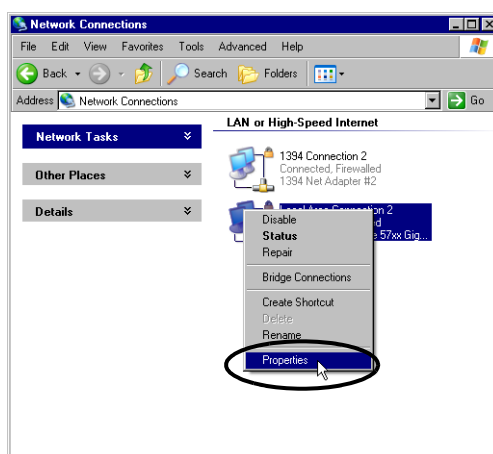 Network Connections
File Edit View Favorites Tools Advanced Help
Back Search Folders
Address Network Connections Go
Network Tasks
Other Places
Details
LAN or High-Speed Internet
1394 Connection 2
Connected, Firewalled
1394 Net Adapter #2
Local Area Connection 2
57xx Gig...
Disable
Status
Repair
Bridge Connections
Create Shortcut
Delete
Rename
Properties